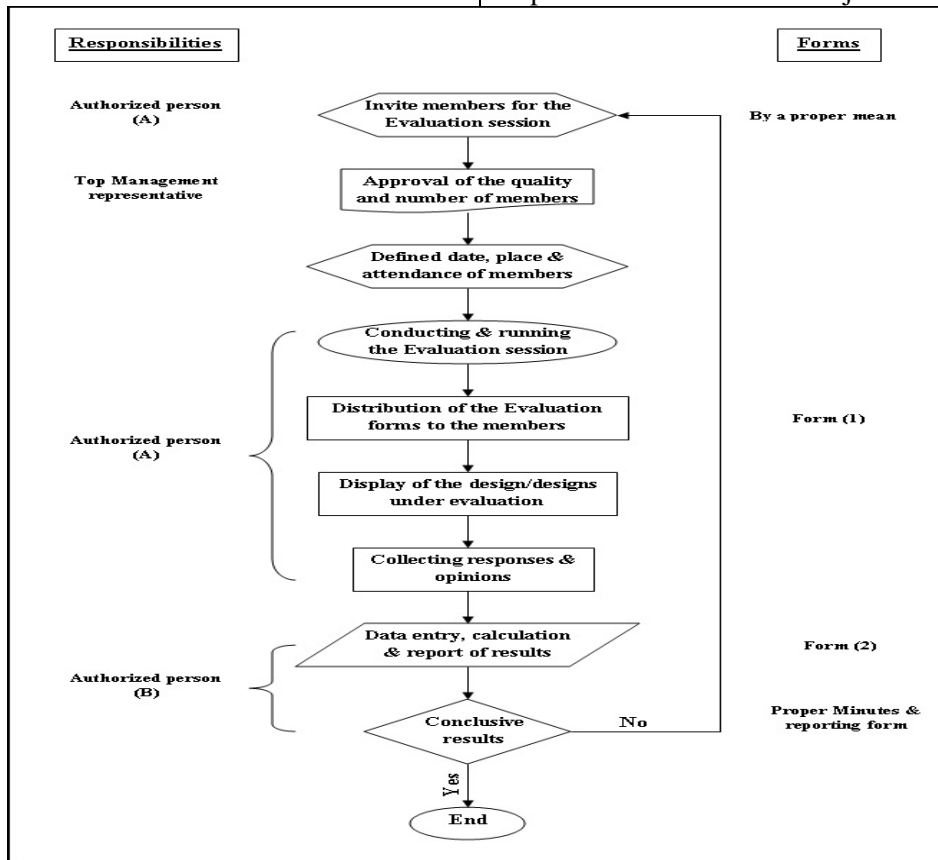 Responsibilities
Forms
Authorized person
(A)
Invite members for the
Evaluation session
By a proper mean
Top Management
representative
Approval of the quality
and number of members
Defined date, place &
attendance of members
Conducting & running
the Evaluation session
Distribution of the Evaluation
forms to the members
Form (1)
Authorized person
(A)
Display of the design/designs
under evaluation
Collecting responses &
opinions
Data entry, calculation
& report of results
Form (2)
Authorized person
(B)
Conclusive
results
No
Proper Minutes &
reporting form
Yes
End